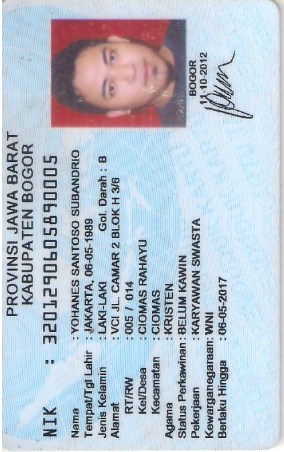 PROVINSI JAWA BARAT
KABUPATEN BOGOR
NIK : 3201290605890005
Nama : YOHANES SANTOSO SUBANDRIO
Tempat/Tgl Lahir : JAKARTA, 06-05-1989
Jenis Kelamin : LAKI-LAKI Gol. Darah : B
Alamat : VCI JL. CAMAR 2 BLOK H 3/6
RT/RW : 005 / 014
Kel/Desa : CIOMAS RAHAYU
Kecamatan : CIOMAS
Agama : KRISTEN
Status Perkawinan : BELUM KAWIN
Pekerjaan : KARYAWAN SWASTA
Kewarganegaraan: WNI
Berlaku Hingga : 06-05-2017
BOGOR
11-10-2012